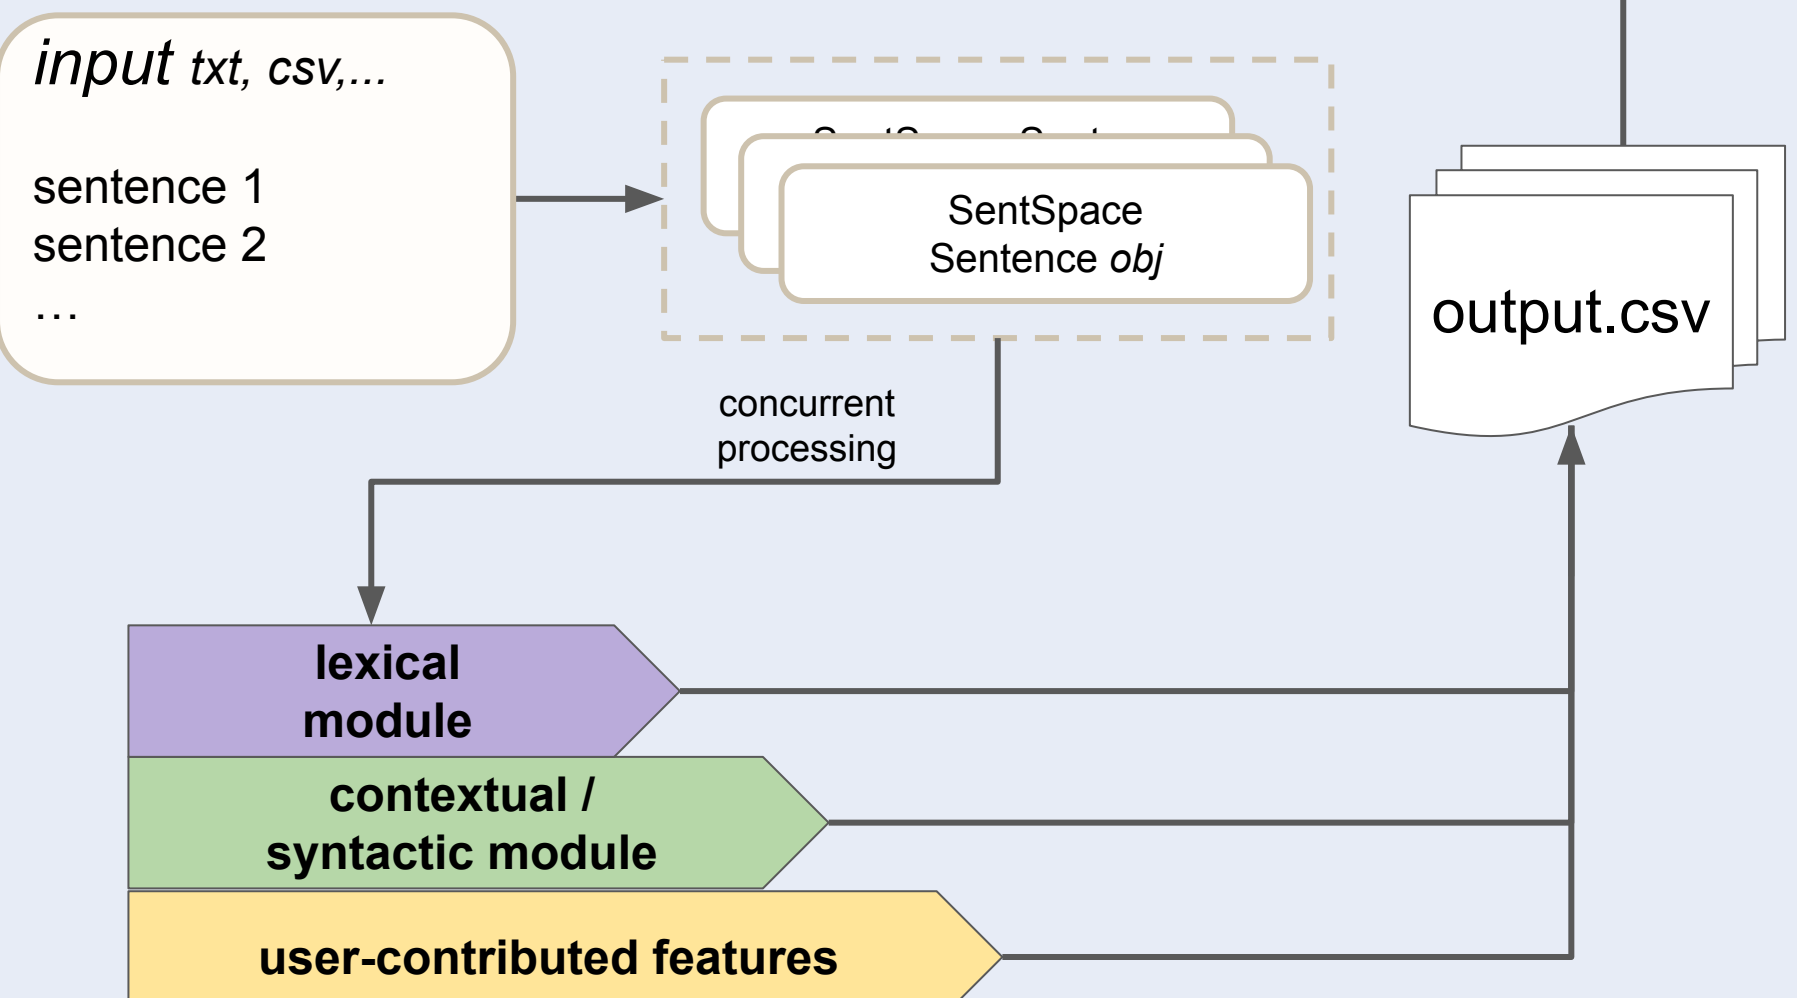 input txt, csv,...
sentence 1
sentence 2
…
SentSpace
Sentence obj
concurrent
processing
output.csv
lexical
module
contextual /
syntactic module
user-contributed features